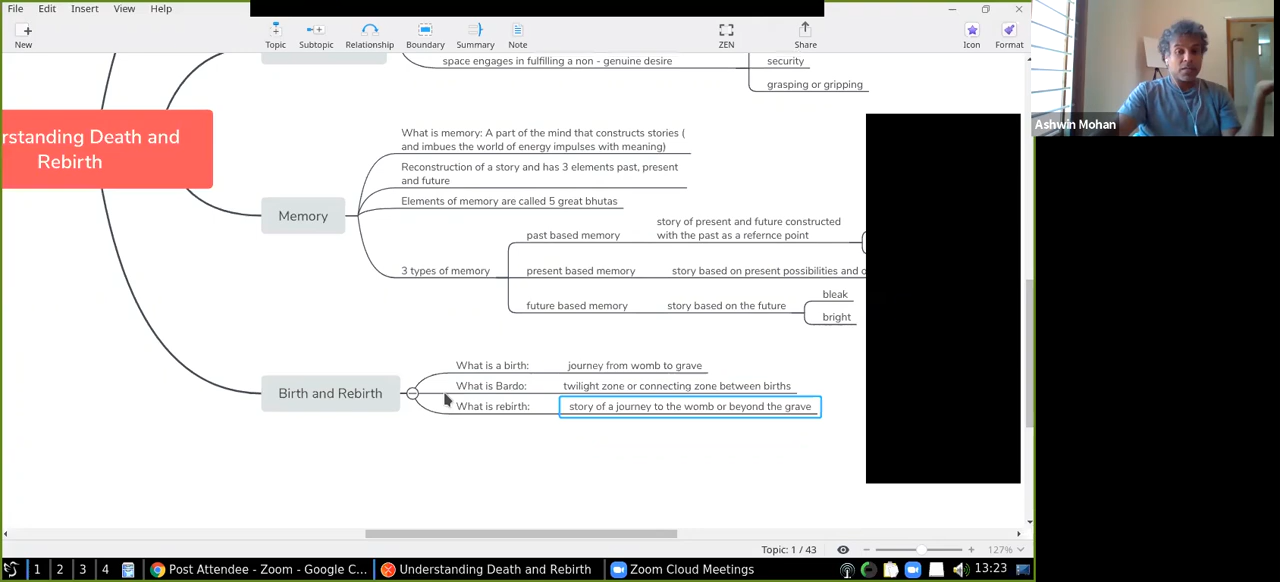 File Edit Insert View Help
New
Topic Subtopic Relationship Boundary Summary Note ZEN Share Icon Format
Ashwin Mohan
space engages in fulfilling a non - genuine desire
security
grasping or gripping
rstanding Death and
Rebirth
Memory
What is memory: A part of the mind that constructs stories (
and imbues the world of energy impulses with meaning)
Reconstruction of a story and has 3 elements past, present
and future
Elements of memory are called 5 great bhutas
3 types of memory
past based memory
story of present and future constructed
with the past as a refernce point
present based memory
story based on present possibilities and o
future based memory
story based on the future
bleak
bright
Birth and Rebirth
What is a birth: journey from womb to grave
What is Bardo: twilight zone or connecting zone between births
What is rebirth: story of a journey to the womb or beyond the grave
Topic: 1 / 43
127%
1 2 3 4 Post Attendee - Zoom - Google C... Understanding Death and Rebirth Zoom Cloud Meetings 13:23